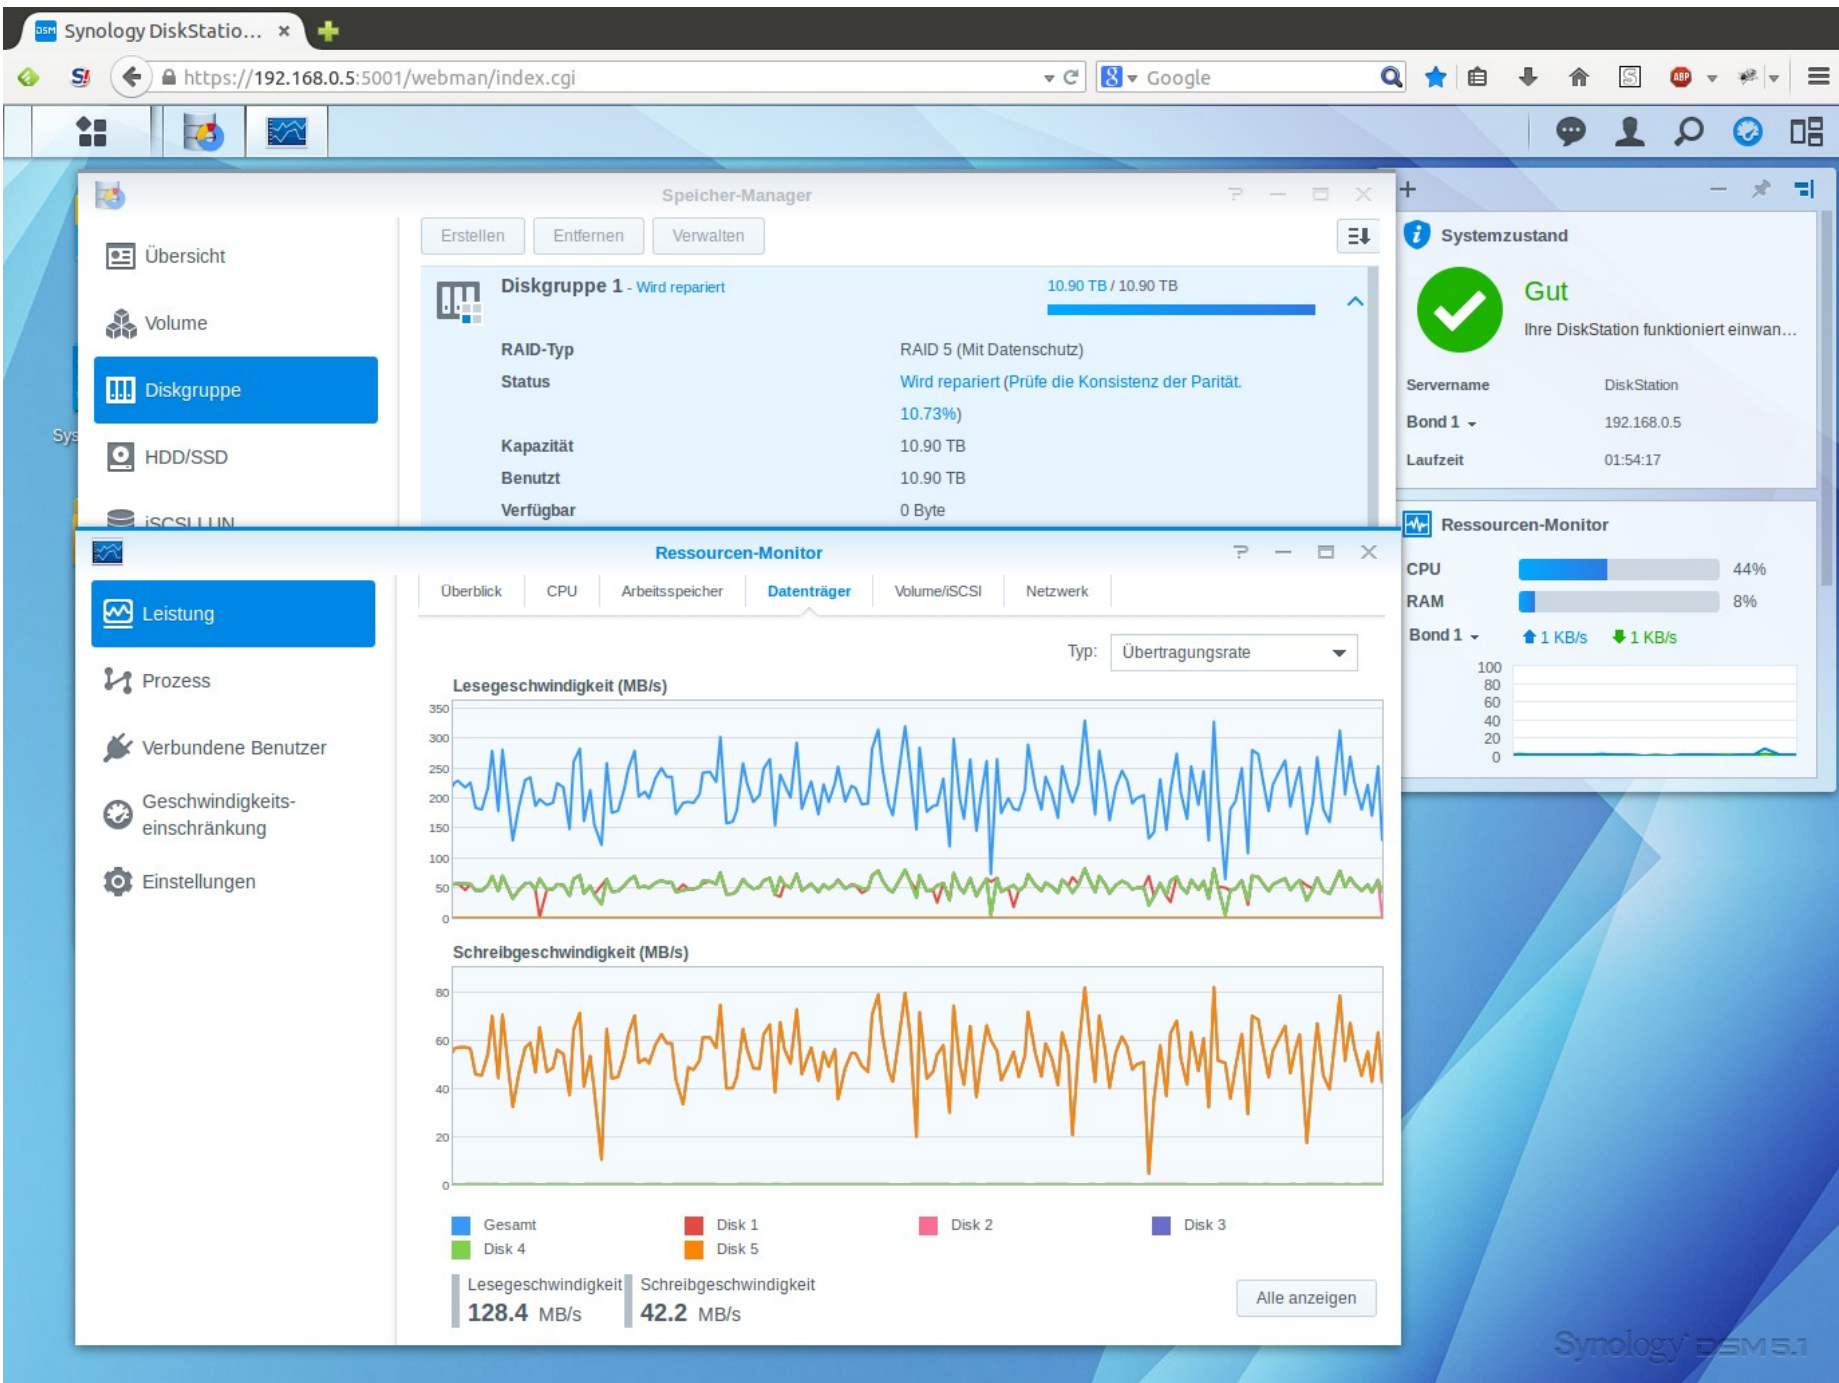 Synology DiskStatio...
https://192.168.0.5:5001/webman/index.cgi
Google
Speicher-Manager
Übersicht
Volume
Diskgruppe
HDD/SSD
iSCSI LUN
Erstellen
Entfernen
Verwalten
Diskgruppe 1 - Wird repariert
10.90 TB / 10.90 TB
RAID-Typ
RAID 5 (Mit Datenschutz)
Status
Wird repariert (Prüfe die Konsistenz der Parität.
10.73%)
Kapazität
10.90 TB
Benutzt
10.90 TB
Verfügbar
0 Byte
Sys
Systemzustand
Gut
Ihre DiskStation funktioniert einwan...
Servername
DiskStation
Bond 1
192.168.0.5
Laufzeit
01:54:17
Ressourcen-Monitor
CPU
44%
RAM
8%
Bond 1
1 KB/s
1 KB/s
100
80
60
40
20
0
Ressourcen-Monitor
Leistung
Prozess
Verbundene Benutzer
Geschwindigkeits-
einschränkung
Einstellungen
Überblick
CPU
Arbeitsspeicher
Datenträger
Volume/iSCSI
Netzwerk
Typ:
Übertragungsrate
Lesegeschwindigkeit (MB/s)
350
300
250
200
150
100
50
0
Schreibgeschwindigkeit (MB/s)
80
60
40
20
0
Gesamt
Disk 1
Disk 2
Disk 3
Disk 4
Disk 5
Lesegeschwindigkeit
128.4 MB/s
Schreibgeschwindigkeit
42.2 MB/s
Alle anzeigen
Synology DSM 5.1
DSM
ABP